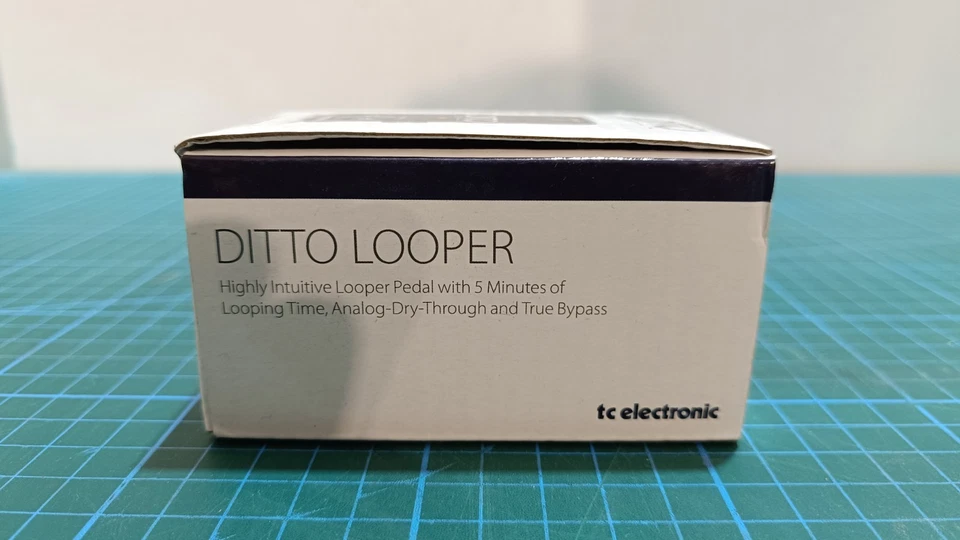 DITTO LOOPER
Highly Intuitive Looper Pedal with 5 Minutes of
Looping Time, Analog-Dry-Through and True Bypass
tc electronic